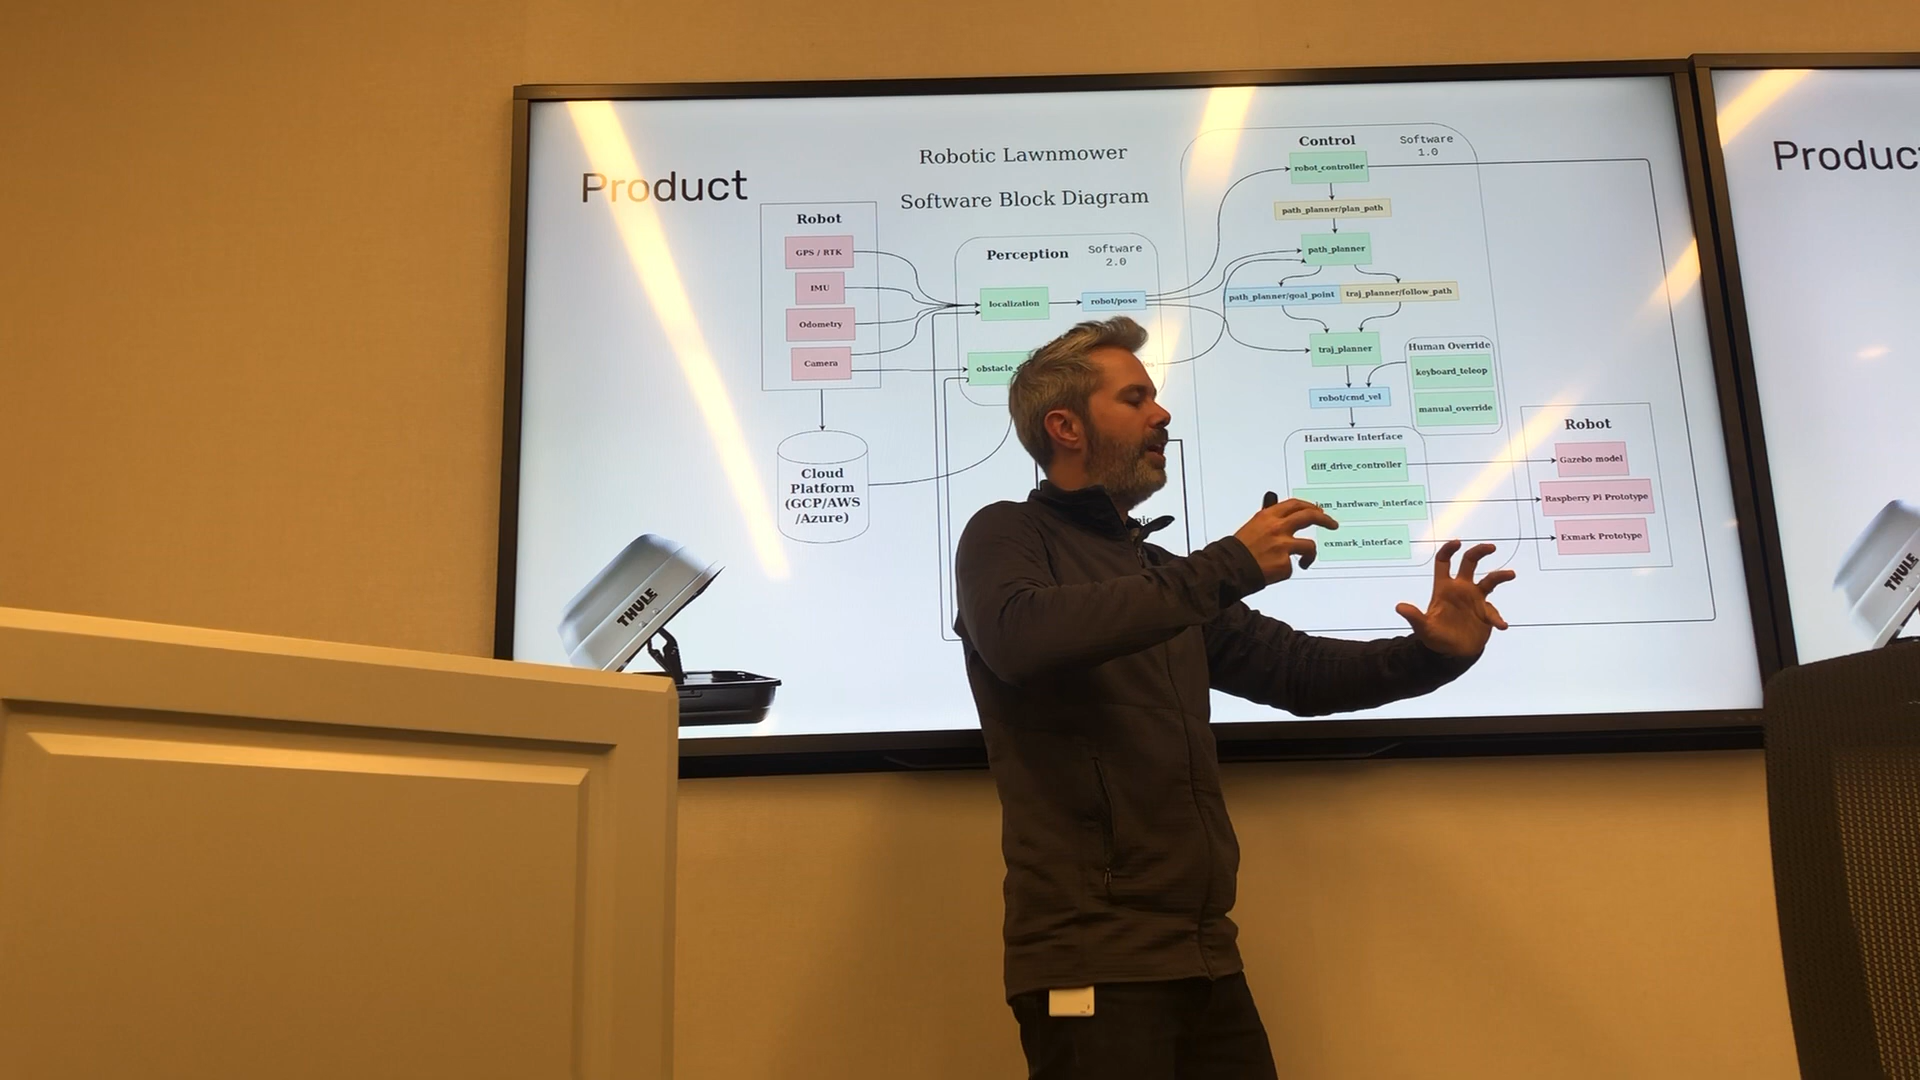 Product
Robotic Lawnmower
Software Block Diagram
Robot
GPS / RTK
IMU
Odometry
Camera
Cloud
Platform
(GCP/AWS
/Azure)
Perception
Software
2.0
localization
robot/pose
Control
Software
1.0
robot_controller
path_planner/plan_path
path_planner
path_planner/goal_point
traj_planner/follow_path
traj_planner
robot/cmd_vel
Human Override
keyboard_teleop
manual_override
Hardware Interface
diff_drive_controller
exmark_interface
Robot
Gazebo model
Raspberry Pi Prototype
Exmark Prototype
THULE
THULE